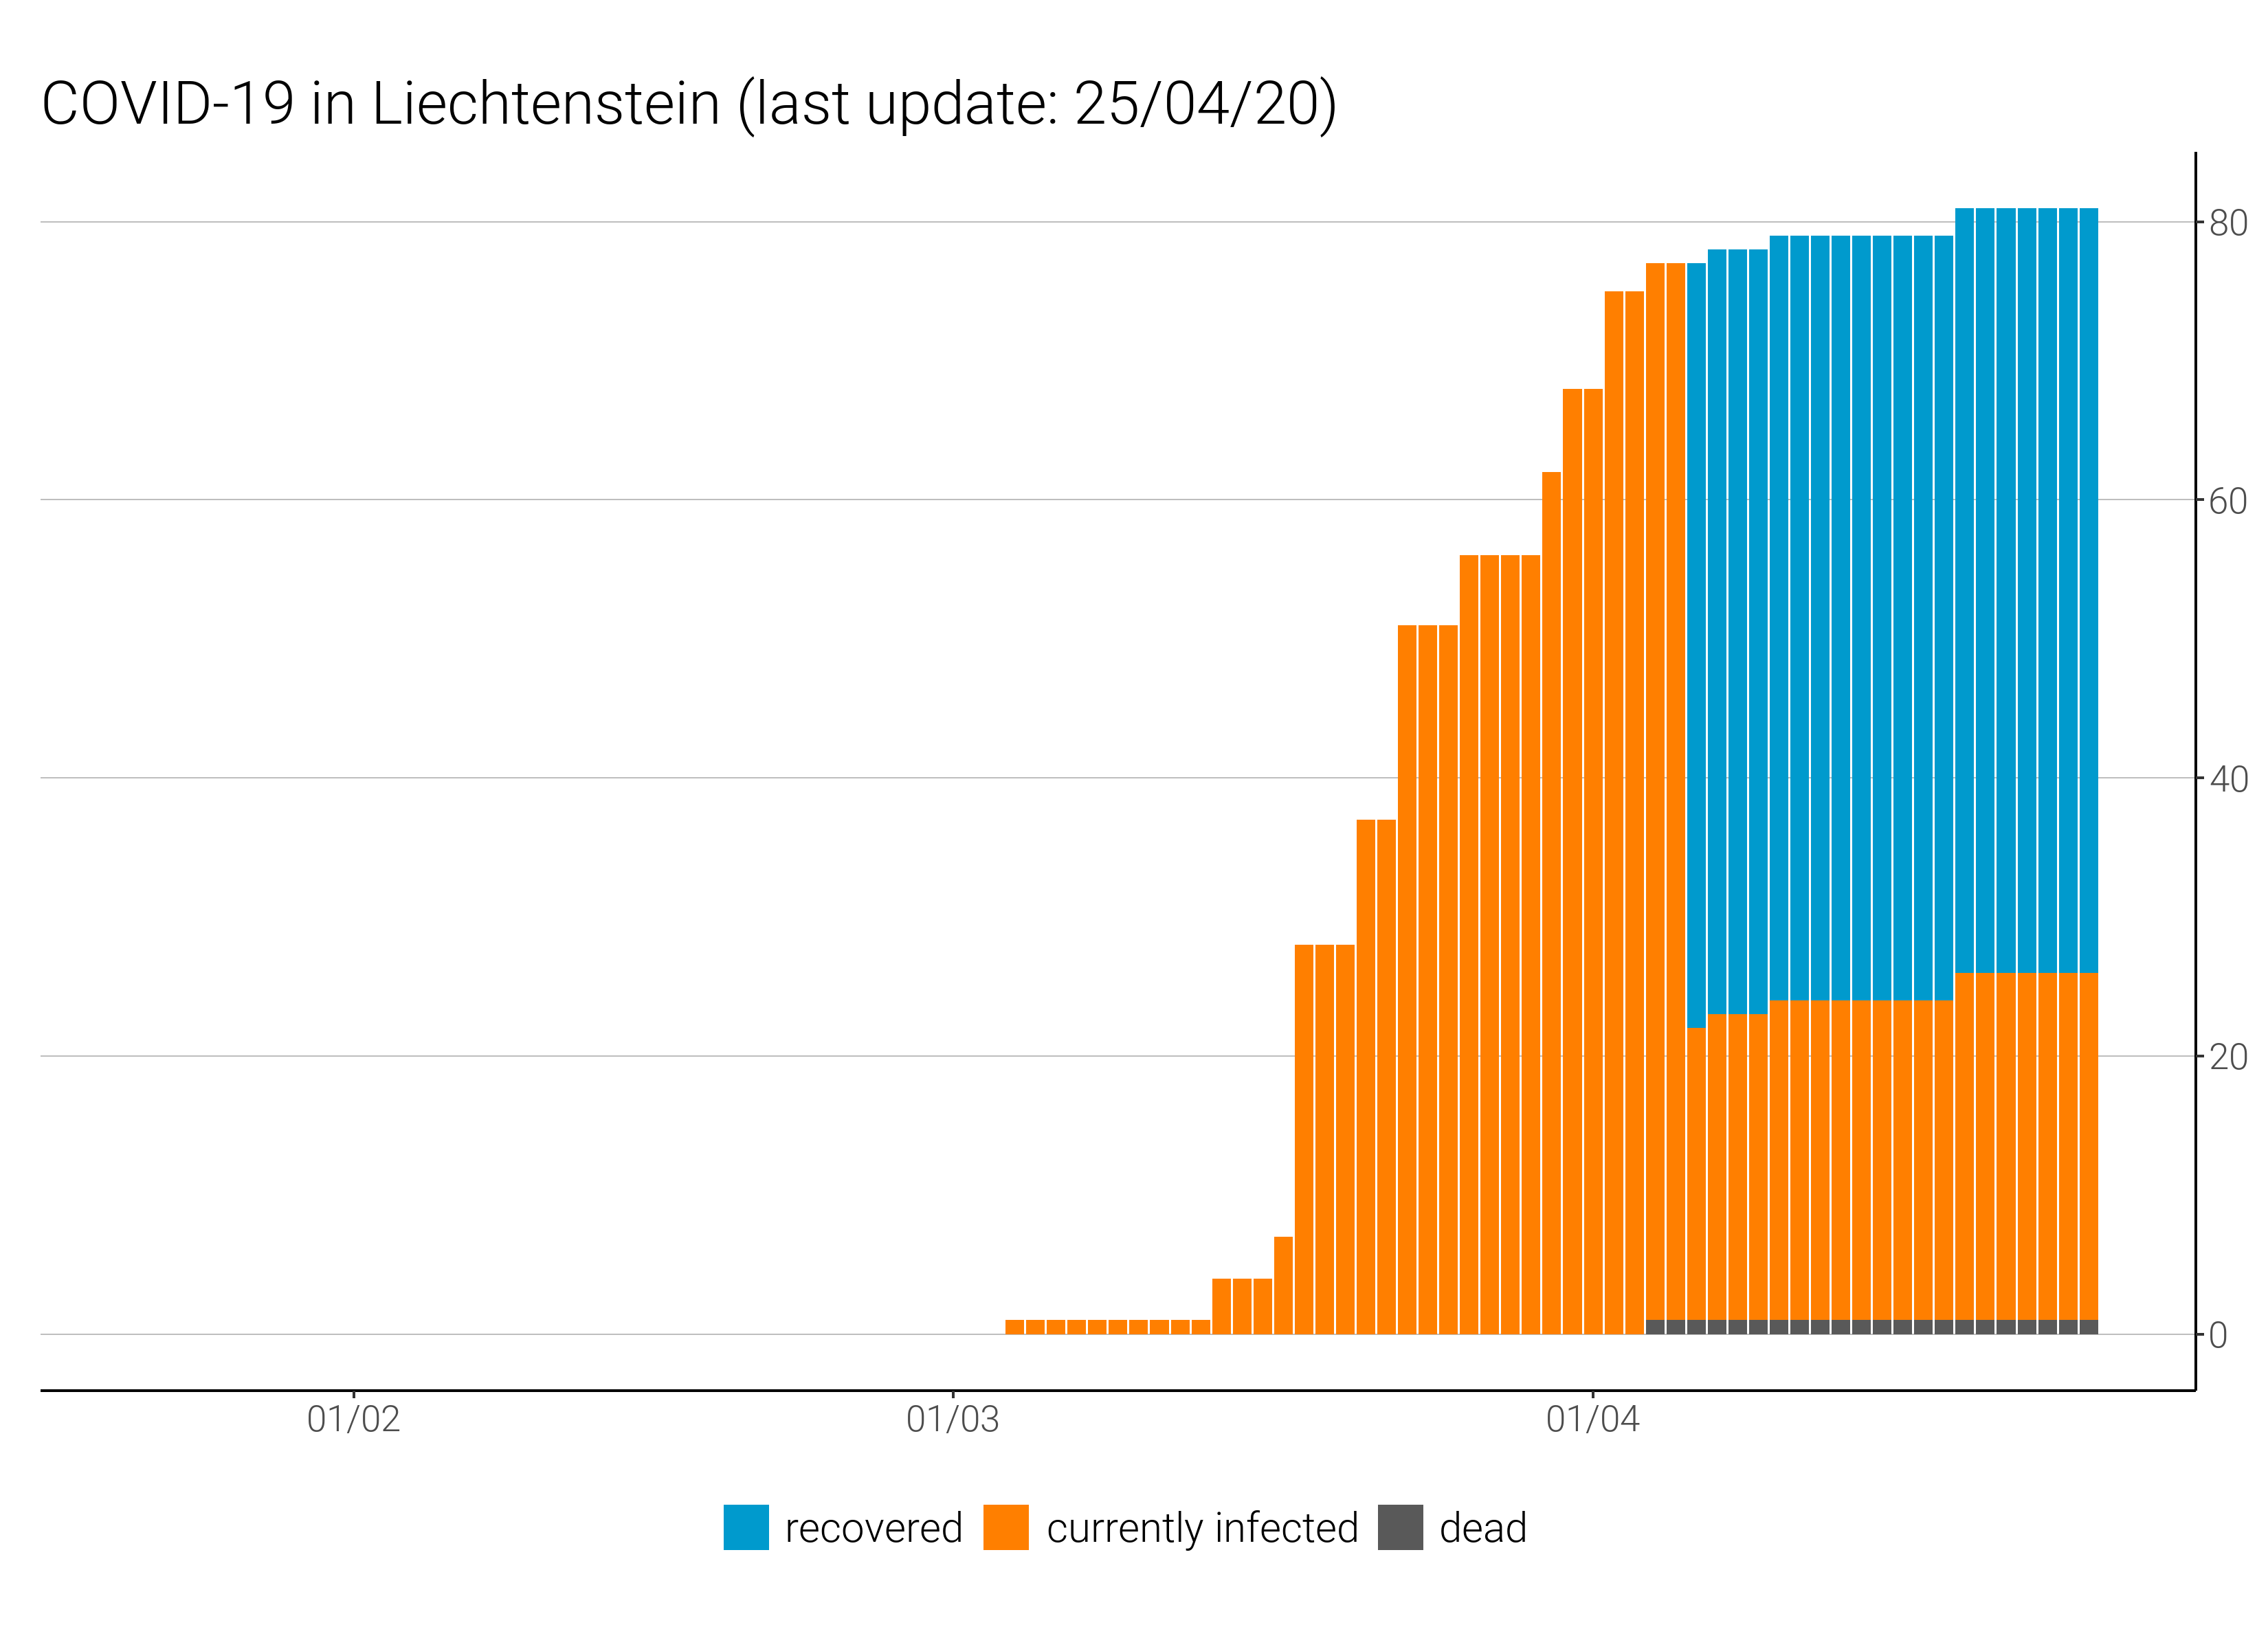 COVID-19 in Liechtenstein (last update: 25/04/20)
80
60
40
20
0
01/02 01/03 01/04
recovered currently infected dead